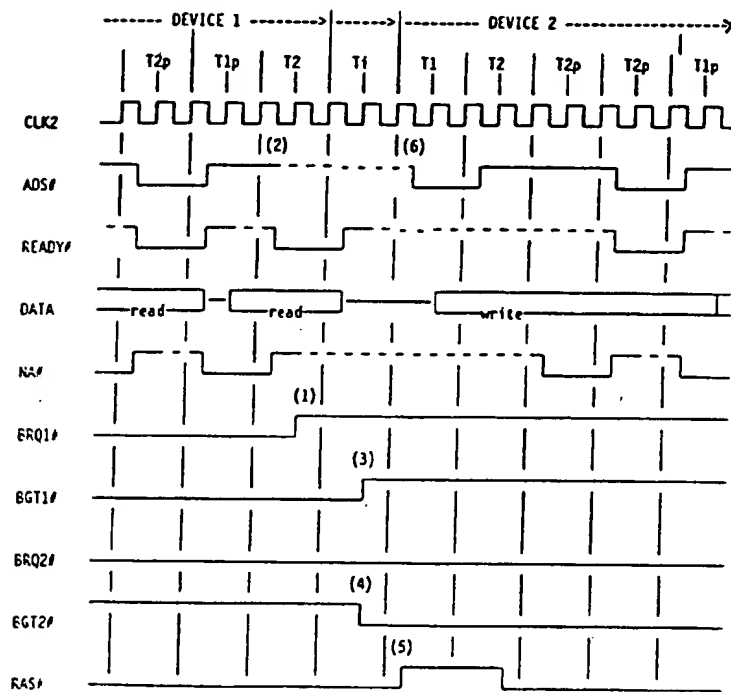 DEVICE 1 DEVICE 2
T2p T1p T2 Tf T1 T2 T2p T2p T1p
CLK2
(2) (6)
ADS#
READY#
DATA
read read write
NA#
(1)
BRQ1#
(3)
BGT1#
BRQ2#
(4)
BGT2#
(5)
RAS#